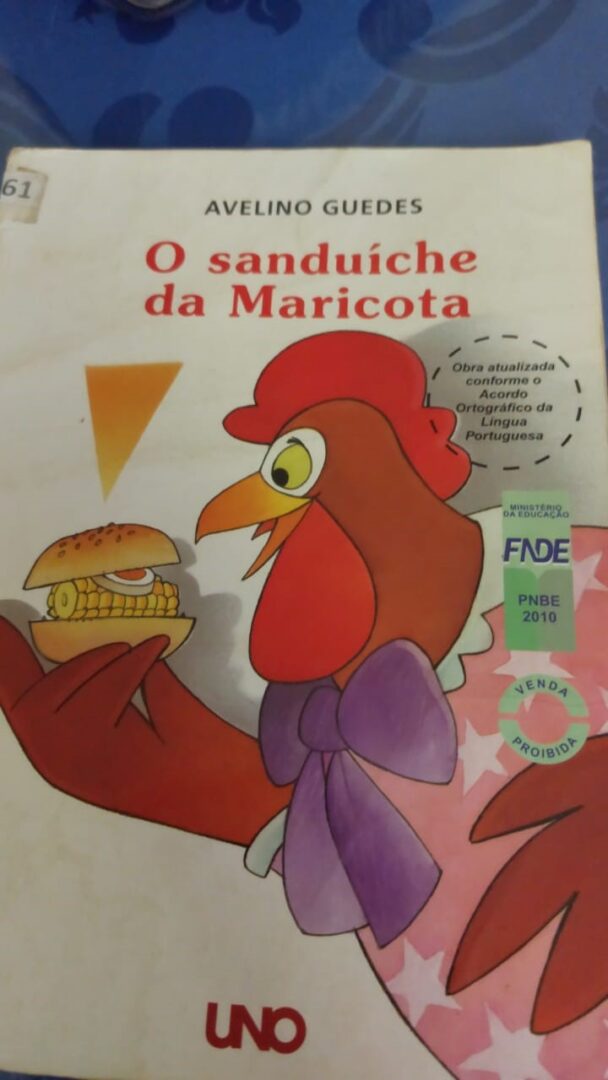 61
AVELINO GUEDES
O sanduíche
da Maricota
Obra atualizada
conforme o
Acordo
Ortográfico da
Língua
Portuguesa
MINISTÉRIO
DA EDUCAÇÃO
FNDE
PNBE
2010
VENDA
PROIBIDA
UNO